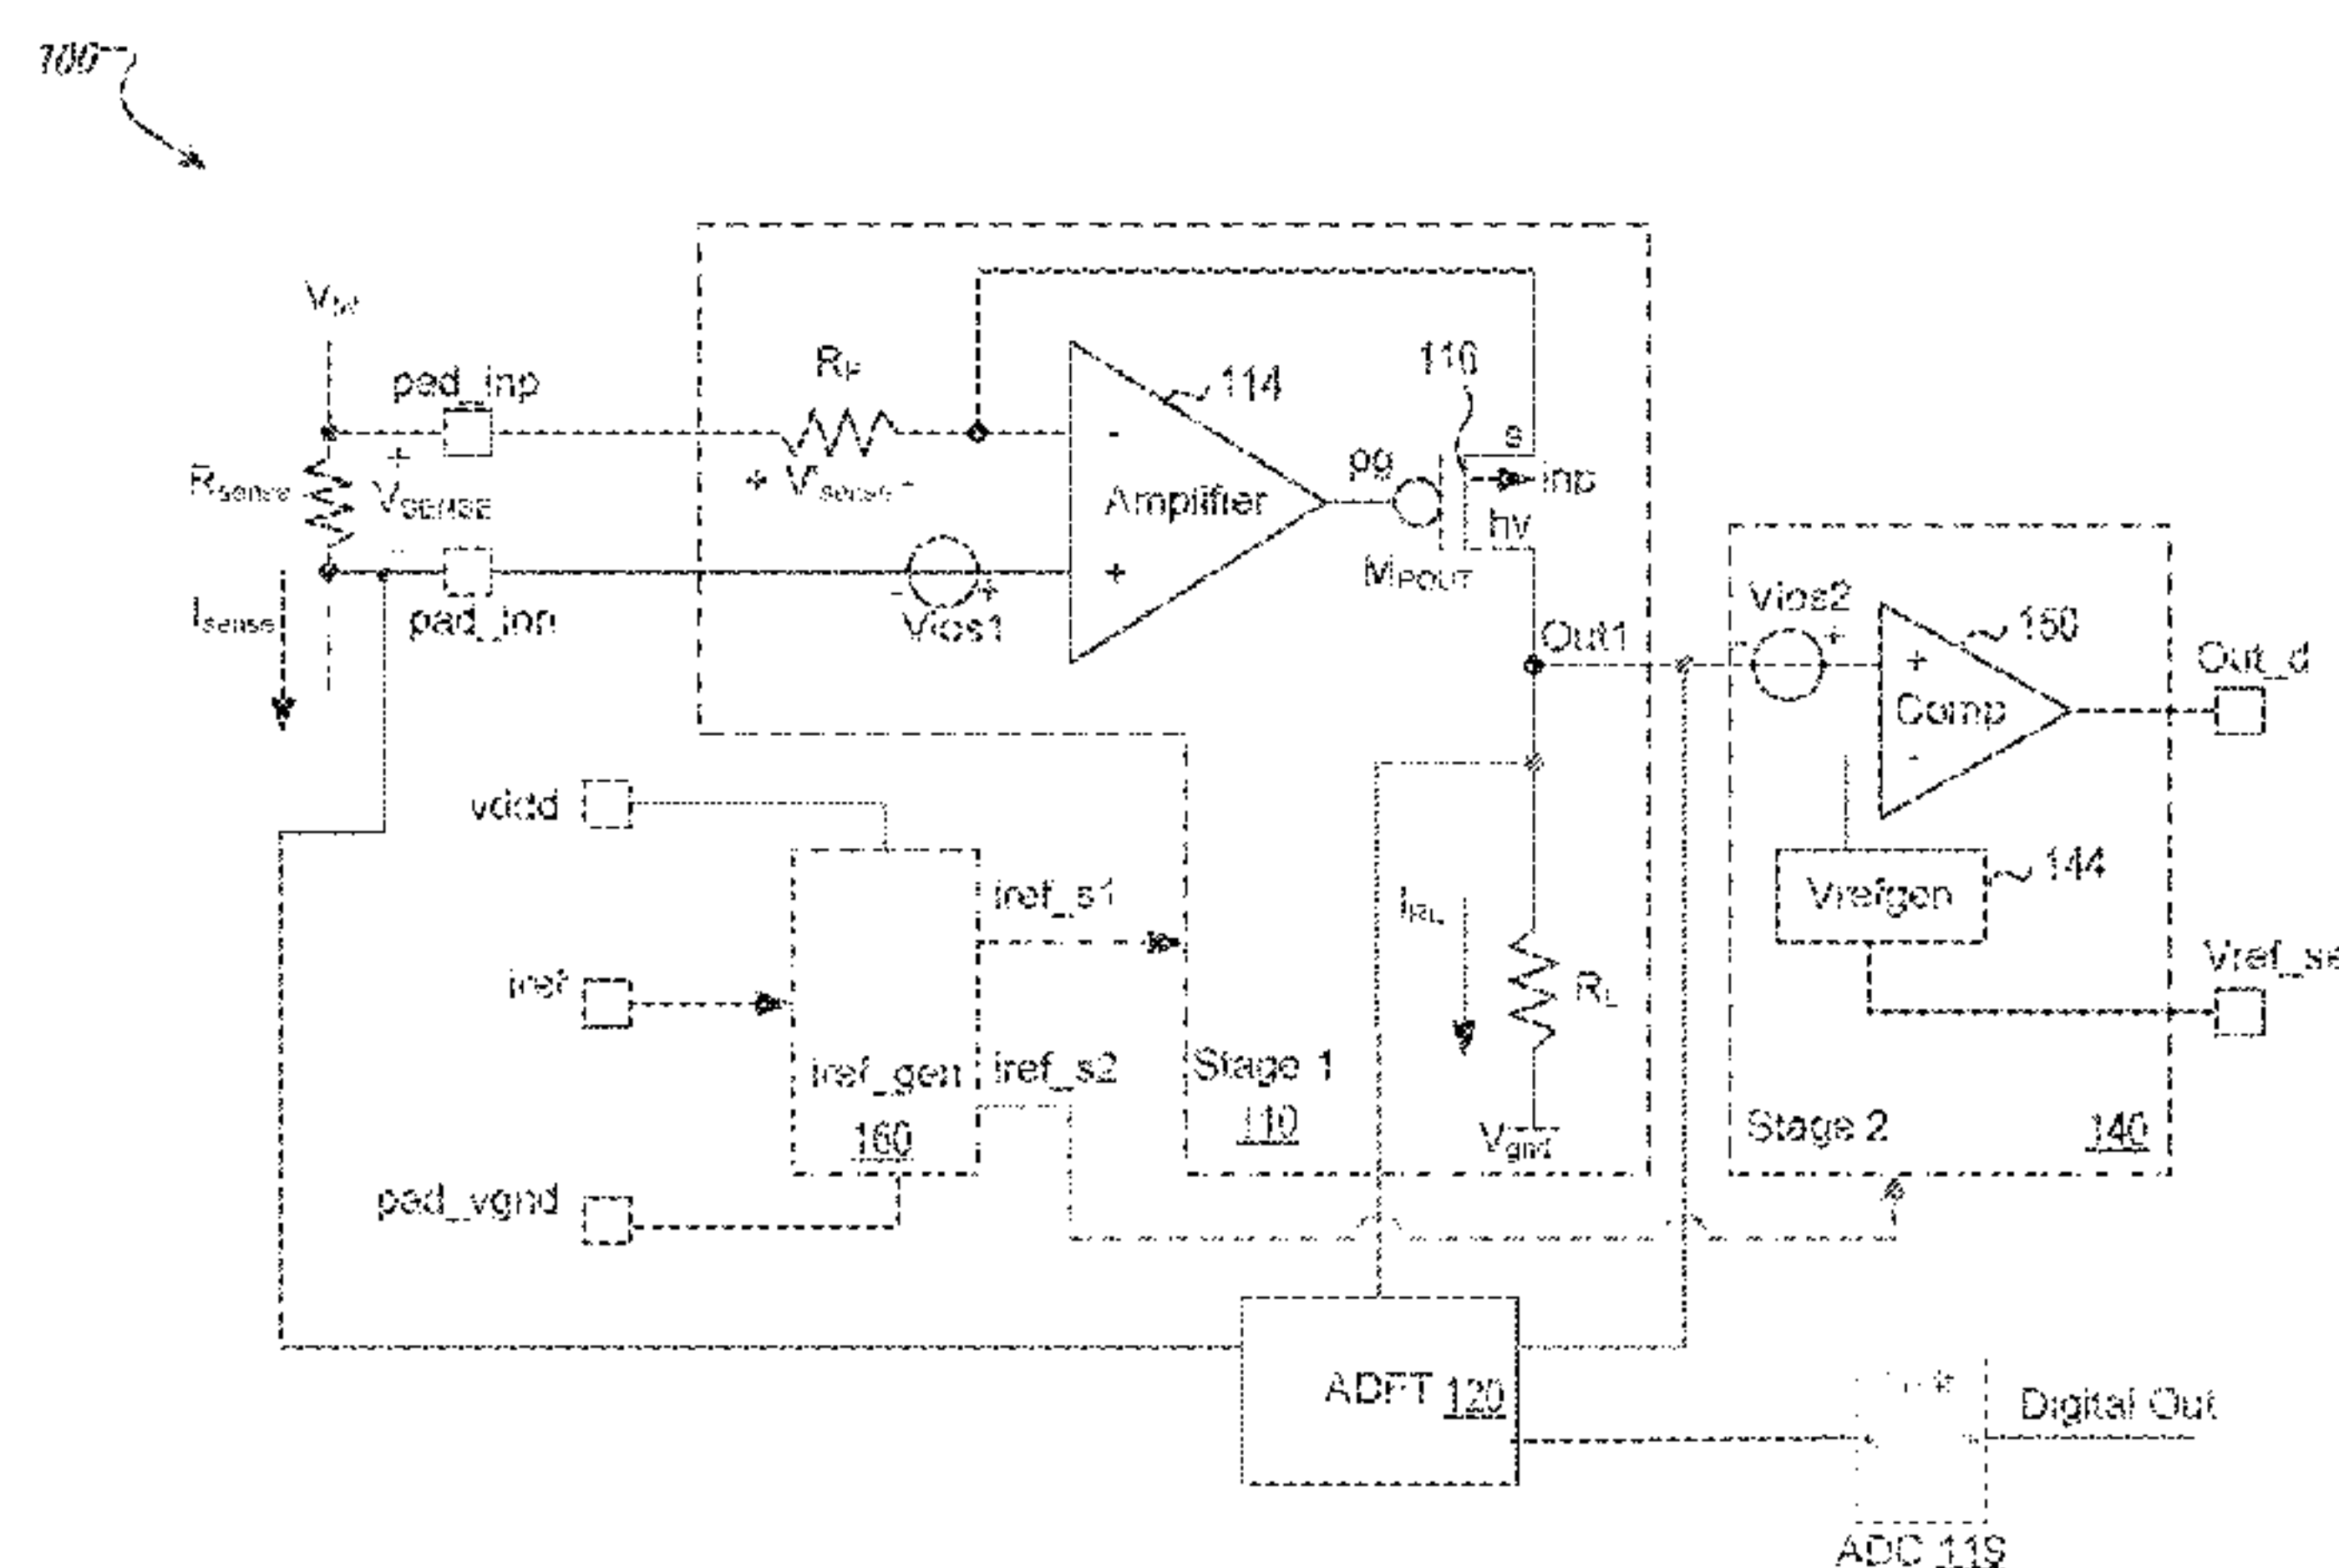 100
pad_inp
RF
114
116
Rsense
+
VSENSE
-
+ Vsense -
-
Amplifier
+
pg
s
inp
hv
MPOUT
Isense
pad_inn
- +
Vios1
Out1
Vios2
- +
150
+
Comp
-
Out_d
vddd
144
Vrefgen
iref_s1
IRL
RL
Vref_se
iref
iref_gen
160
iref_s2
Stage 1
110
Vgnd
Stage 2
140
pad_vgnd
ADFT 120
Digital Out
ADC 119